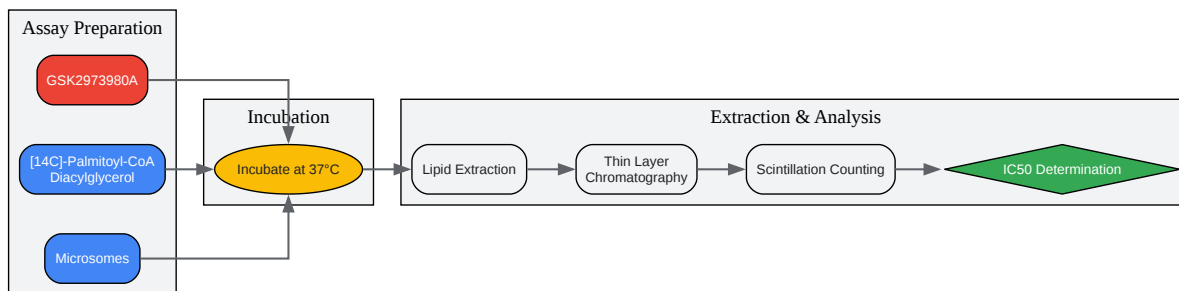 Assay Preparation
GSK2973980A
[14C]-Palmitoyl-CoA
Diacylglycerol
Microsomes
Incubation
Incubate at 37°C
Extraction & Analysis
Lipid Extraction
Thin Layer
Chromatography
Scintillation Counting
IC50 Determination